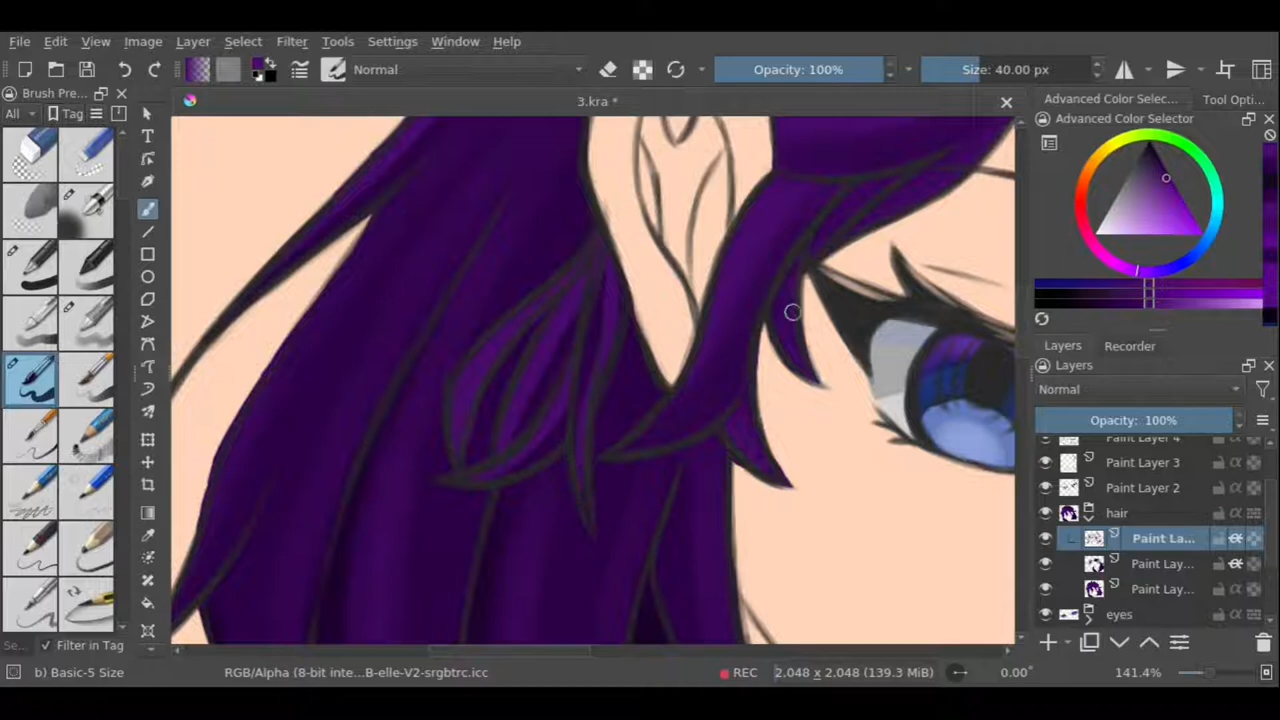 File Edit View Image Layer Select Filter Tools Settings Window Help
Normal Opacity: 100% Size: 40.00 px
Brush Pre... 3.kra * Advanced Color Selec... Tool Opti...
All Tag Advanced Color Selector
Layers Recorder
Layers
Normal
Opacity: 100%
Paint Layer 4
Paint Layer 3
Paint Layer 2
hair
Paint La...
Paint Lay...
Paint Lay...
eyes
Se... Filter in Tag
b) Basic-5 Size RGB/Alpha (8-bit inte...B-elle-V2-srgbtrc.icc REC 2.048 x 2.048 (139.3 MiB) 0.00° 141.4%